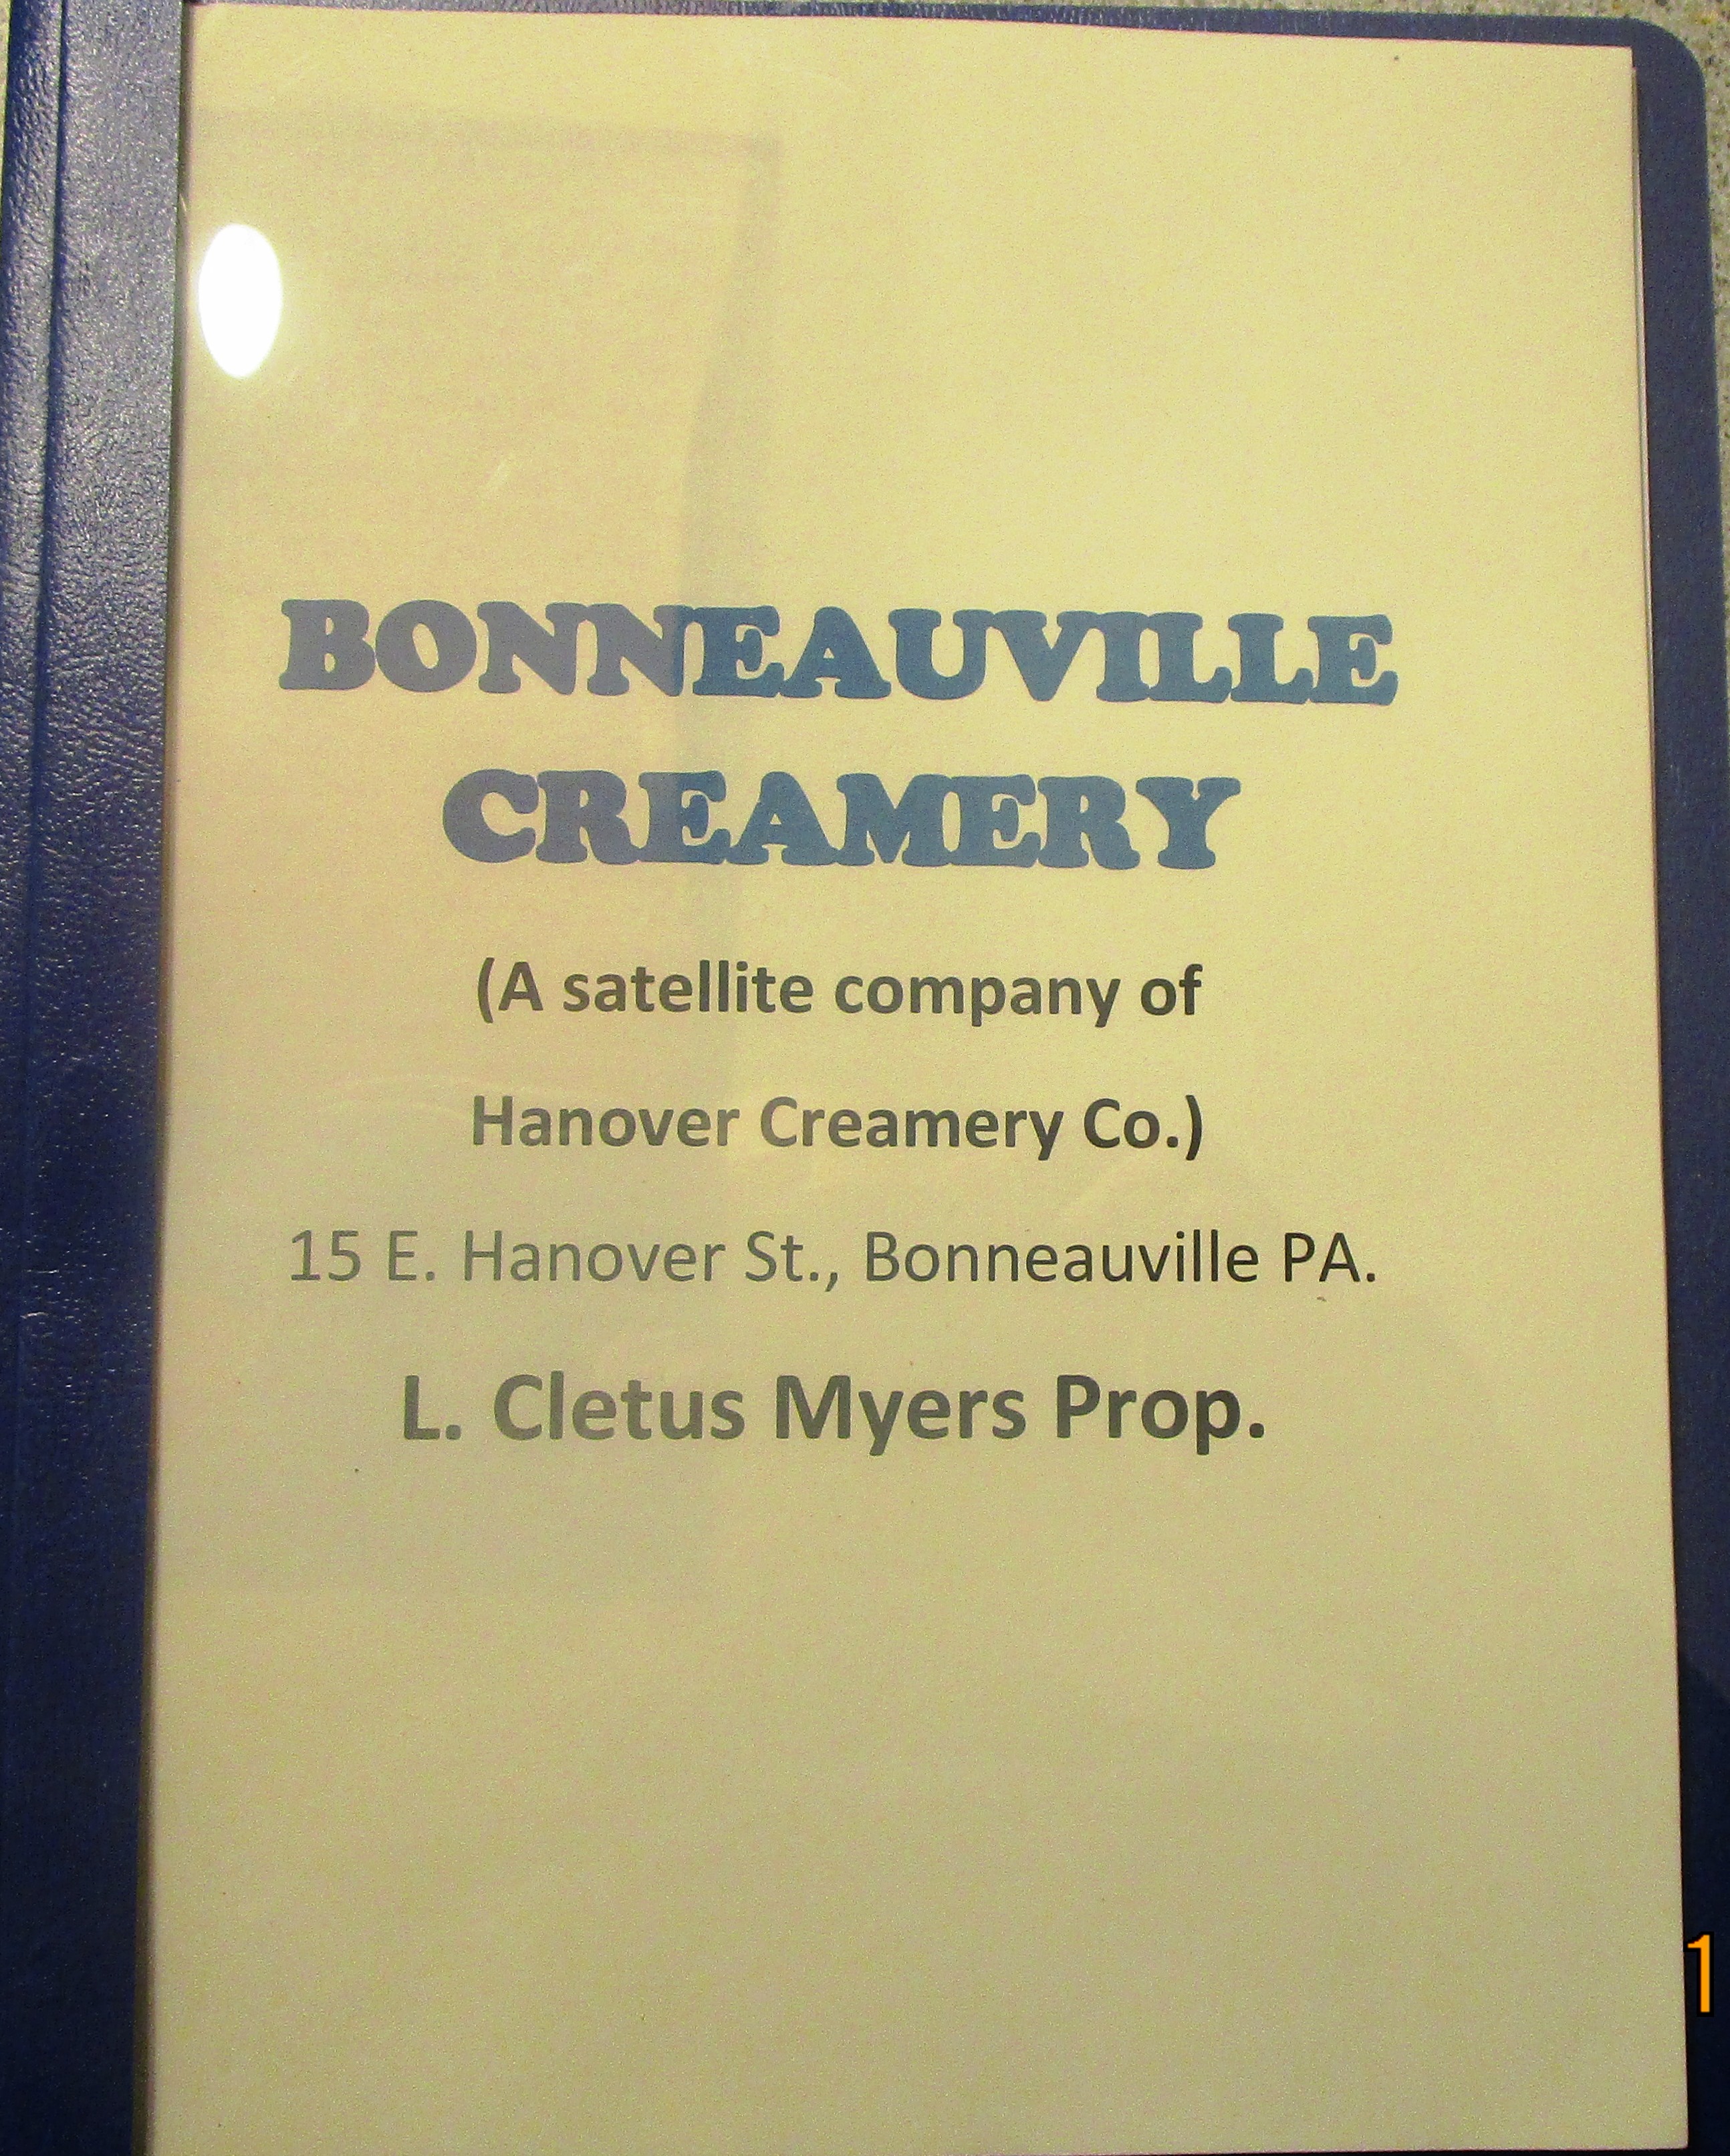 BONNEAUVILLE
CREAMERY
(A satellite company of
Hanover Creamery Co.)
15 E. Hanover St., Bonneauville PA.
L. Cletus Myers Prop.
1